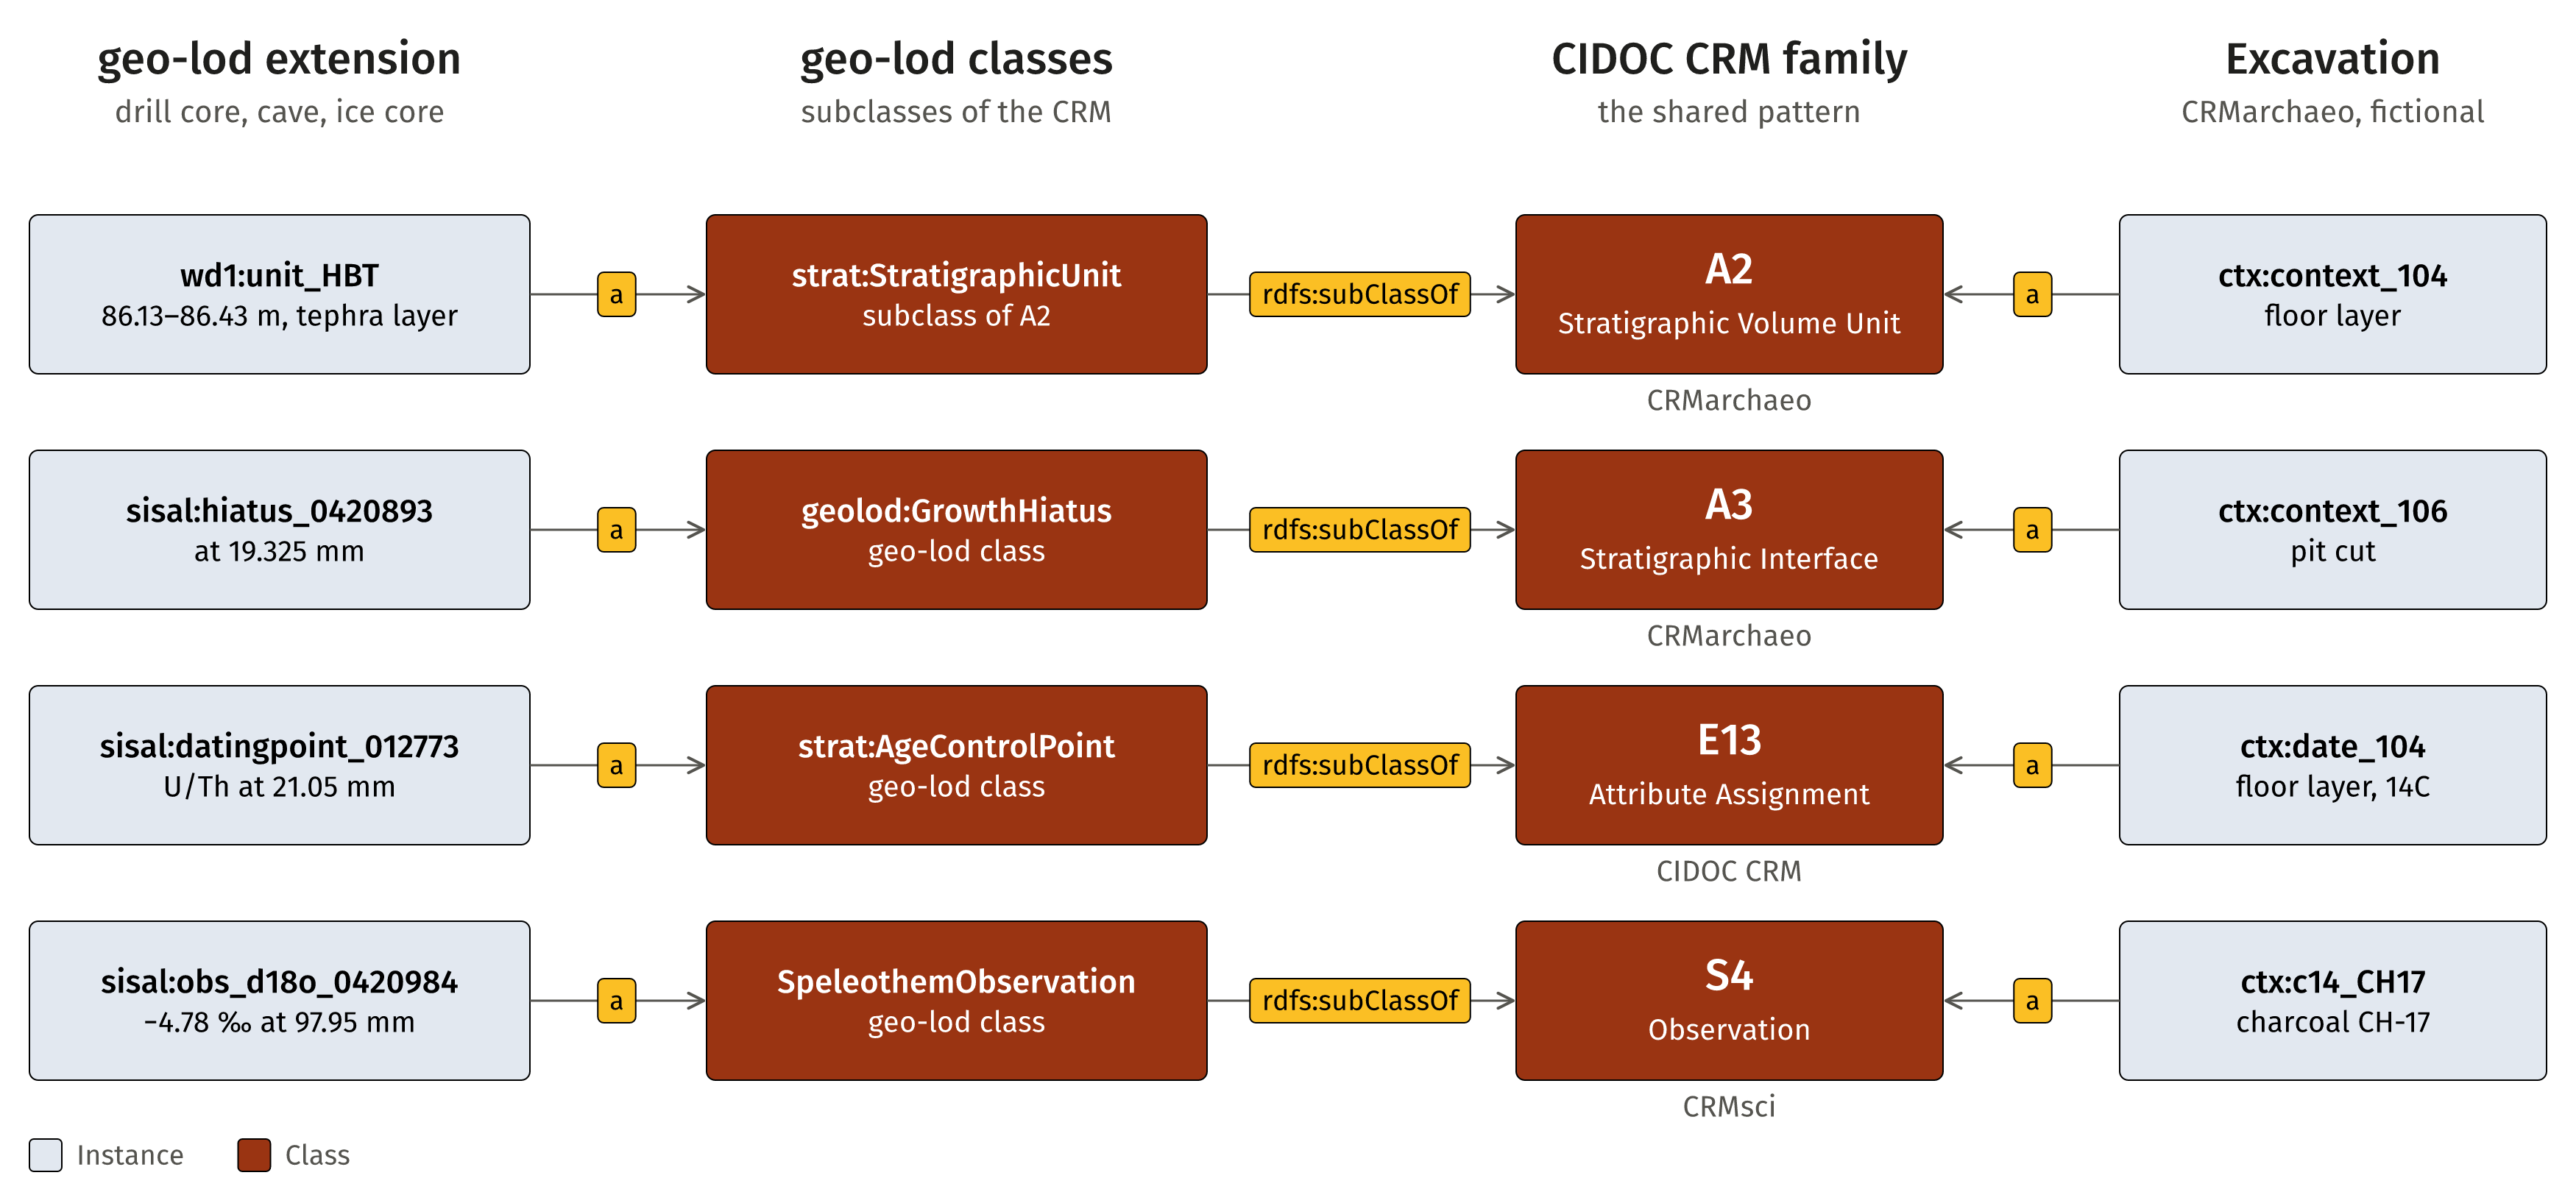 geo-lod extension
drill core, cave, ice core
geo-lod classes
subclasses of the CRM
CIDOC CRM family
the shared pattern
Excavation
CRMarchaeo, fictional
wd1:unit_HBT
86.13–86.43 m, tephra layer
a
strat:StratigraphicUnit
subclass of A2
rdfs:subClassOf
A2
Stratigraphic Volume Unit
CRMarchaeo
a
ctx:context_104
floor layer
sisal:hiatus_0420893
at 19.325 mm
a
geolod:GrowthHiatus
geo-lod class
rdfs:subClassOf
A3
Stratigraphic Interface
CRMarchaeo
a
ctx:context_106
pit cut
sisal:datingpoint_012773
U/Th at 21.05 mm
a
strat:AgeControlPoint
geo-lod class
rdfs:subClassOf
E13
Attribute Assignment
CIDOC CRM
a
ctx:date_104
floor layer, 14C
sisal:obs_d18o_0420984
−4.78 ‰ at 97.95 mm
a
SpeleothemObservation
geo-lod class
rdfs:subClassOf
S4
Observation
CRMsci
a
ctx:c14_CH17
charcoal CH-17
Instance
Class